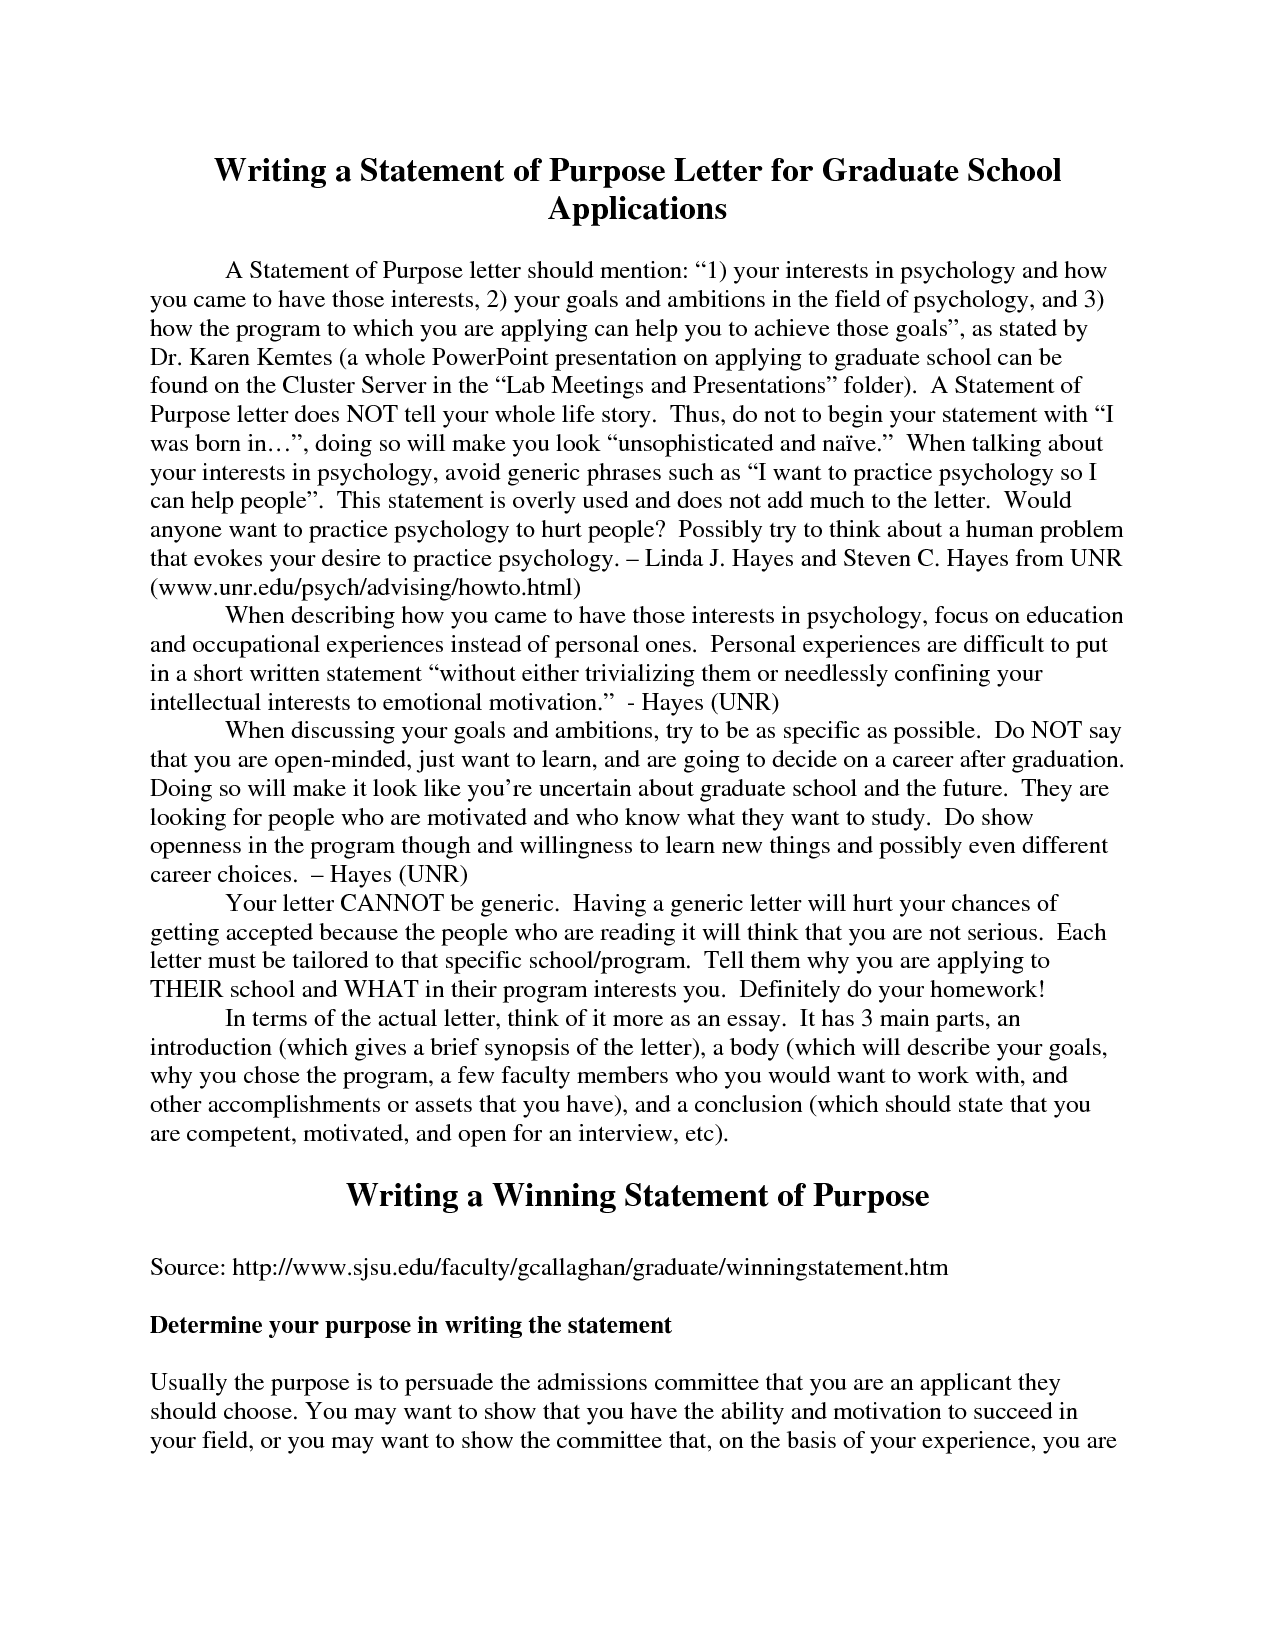 Writing a Statement of Purpose Letter for Graduate School
Applications
A Statement of Purpose letter should mention: “1) your interests in psychology and how
you came to have those interests, 2) your goals and ambitions in the field of psychology, and 3)
how the program to which you are applying can help you to achieve those goals”, as stated by
Dr. Karen Kemtes (a whole PowerPoint presentation on applying to graduate school can be
found on the Cluster Server in the “Lab Meetings and Presentations” folder).  A Statement of
Purpose letter does NOT tell your whole life story.  Thus, do not to begin your statement with “I
was born in…”, doing so will make you look “unsophisticated and naïve.”  When talking about
your interests in psychology, avoid generic phrases such as “I want to practice psychology so I
can help people”.  This statement is overly used and does not add much to the letter.  Would
anyone want to practice psychology to hurt people?  Possibly try to think about a human problem
that evokes your desire to practice psychology. – Linda J. Hayes and Steven C. Hayes from UNR
(www.unr.edu/psych/advising/howto.html)
When describing how you came to have those interests in psychology, focus on education
and occupational experiences instead of personal ones.  Personal experiences are difficult to put
in a short written statement “without either trivializing them or needlessly confining your
intellectual interests to emotional motivation.”  - Hayes (UNR)
When discussing your goals and ambitions, try to be as specific as possible.  Do NOT say
that you are open-minded, just want to learn, and are going to decide on a career after graduation.
Doing so will make it look like you’re uncertain about graduate school and the future.  They are
looking for people who are motivated and who know what they want to study.  Do show
openness in the program though and willingness to learn new things and possibly even different
career choices.  – Hayes (UNR)
Your letter CANNOT be generic.  Having a generic letter will hurt your chances of
getting accepted because the people who are reading it will think that you are not serious.  Each
letter must be tailored to that specific school/program.  Tell them why you are applying to
THEIR school and WHAT in their program interests you.  Definitely do your homework!
In terms of the actual letter, think of it more as an essay.  It has 3 main parts, an
introduction (which gives a brief synopsis of the letter), a body (which will describe your goals,
why you chose the program, a few faculty members who you would want to work with, and
other accomplishments or assets that you have), and a conclusion (which should state that you
are competent, motivated, and open for an interview, etc).
Writing a Winning Statement of Purpose
Source: http://www.sjsu.edu/faculty/gcallaghan/graduate/winningstatement.htm
Determine your purpose in writing the statement
Usually the purpose is to persuade the admissions committee that you are an applicant they
should choose. You may want to show that you have the ability and motivation to succeed in
your field, or you may want to show the committee that, on the basis of your experience, you are